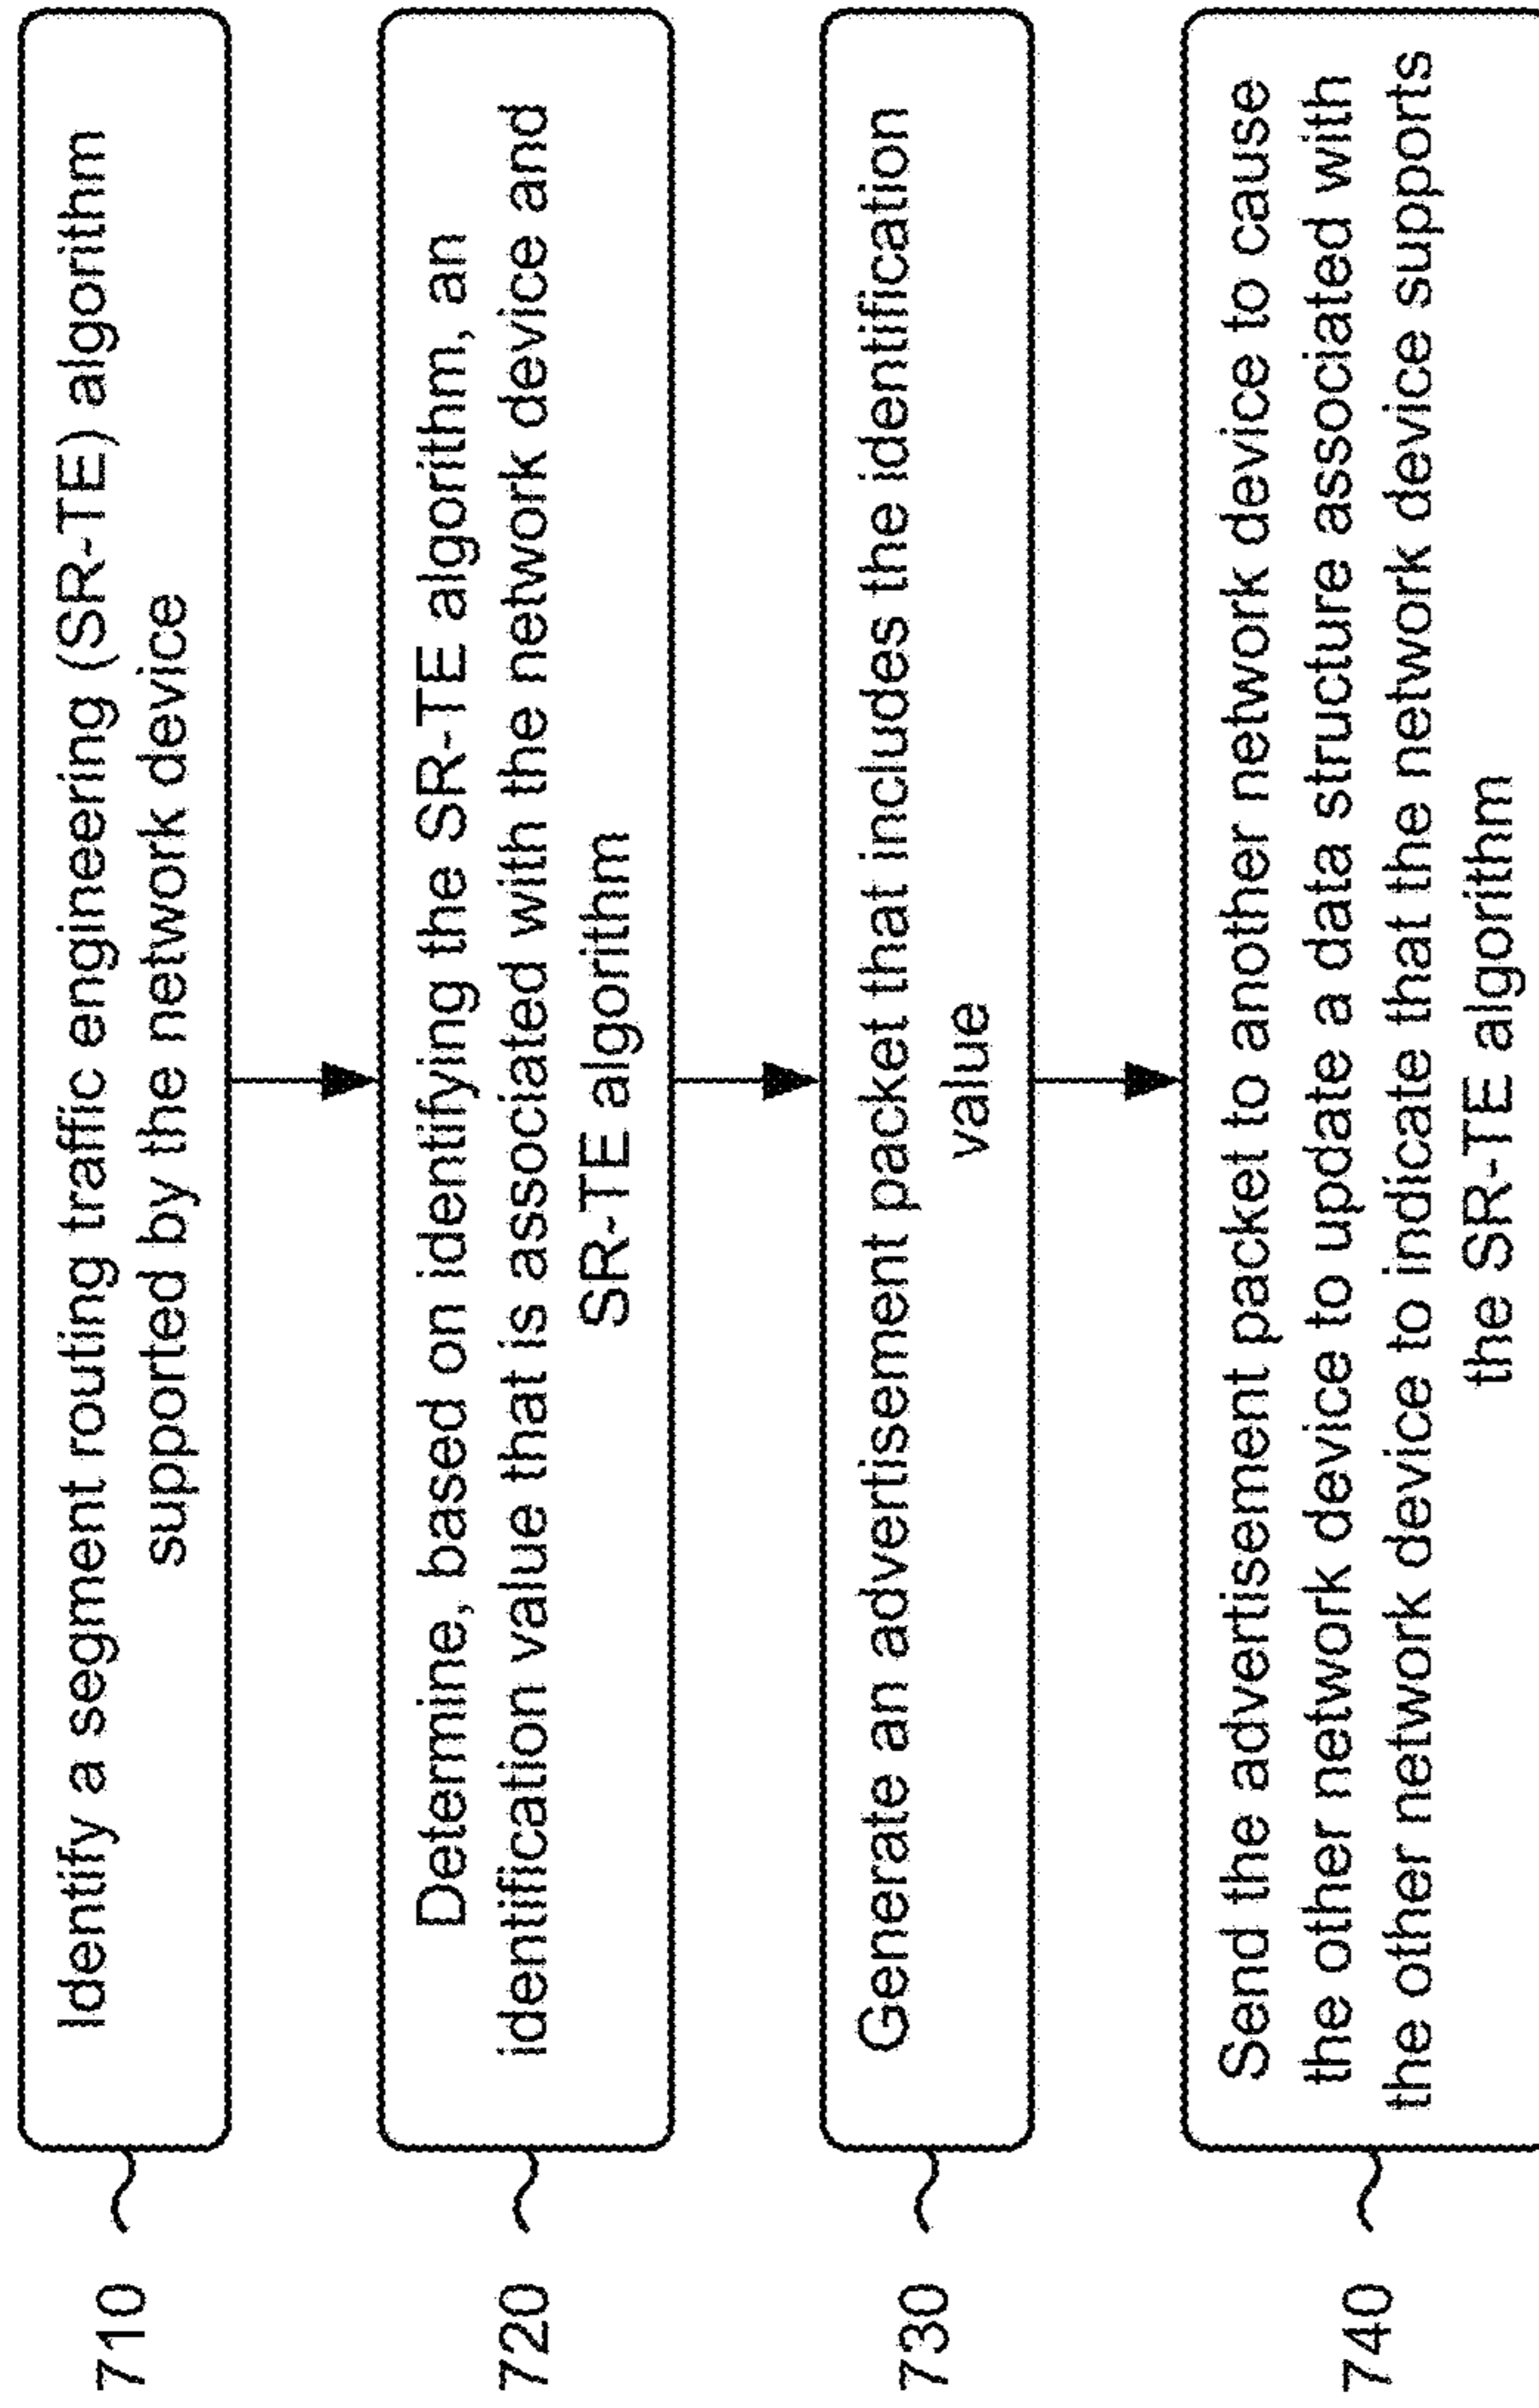 710
Identify a segment routing traffic engineering (SR-TE) algorithm
supported by the network device
720
Determine, based on identifying the SR-TE algorithm, an
identification value that is associated with the network device and
SR-TE algorithm
730
Generate an advertisement packet that includes the identification
value
740
Send the advertisement packet to another network device to cause
the other network device to update a data structure associated with
the other network device to indicate that the network device supports
the SR-TE algorithm